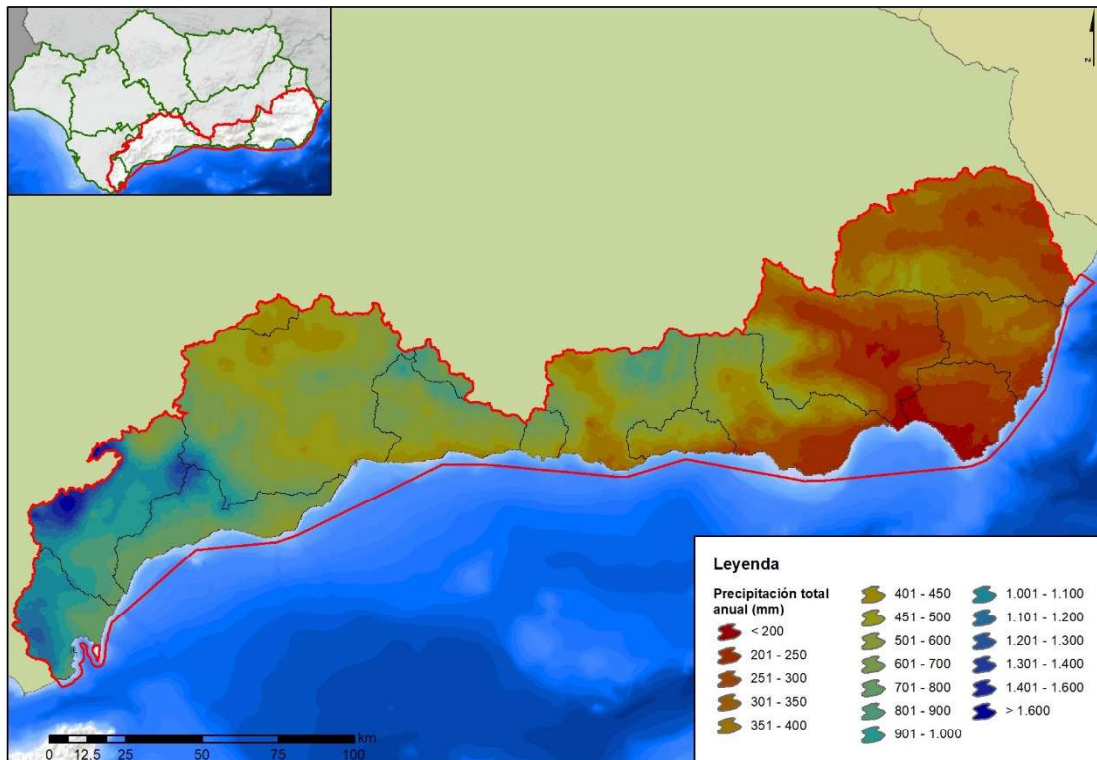 N
Leyenda
Precipitación total
anual (mm)
< 200
201 - 250
251 - 300
301 - 350
351 - 400
401 - 450
451 - 500
501 - 600
601 - 700
701 - 800
801 - 900
901 - 1.000
1.001 - 1.100
1.101 - 1.200
1.201 - 1.300
1.301 - 1.400
1.401 - 1.600
> 1.600
km
0 12.5 25 50 75 100